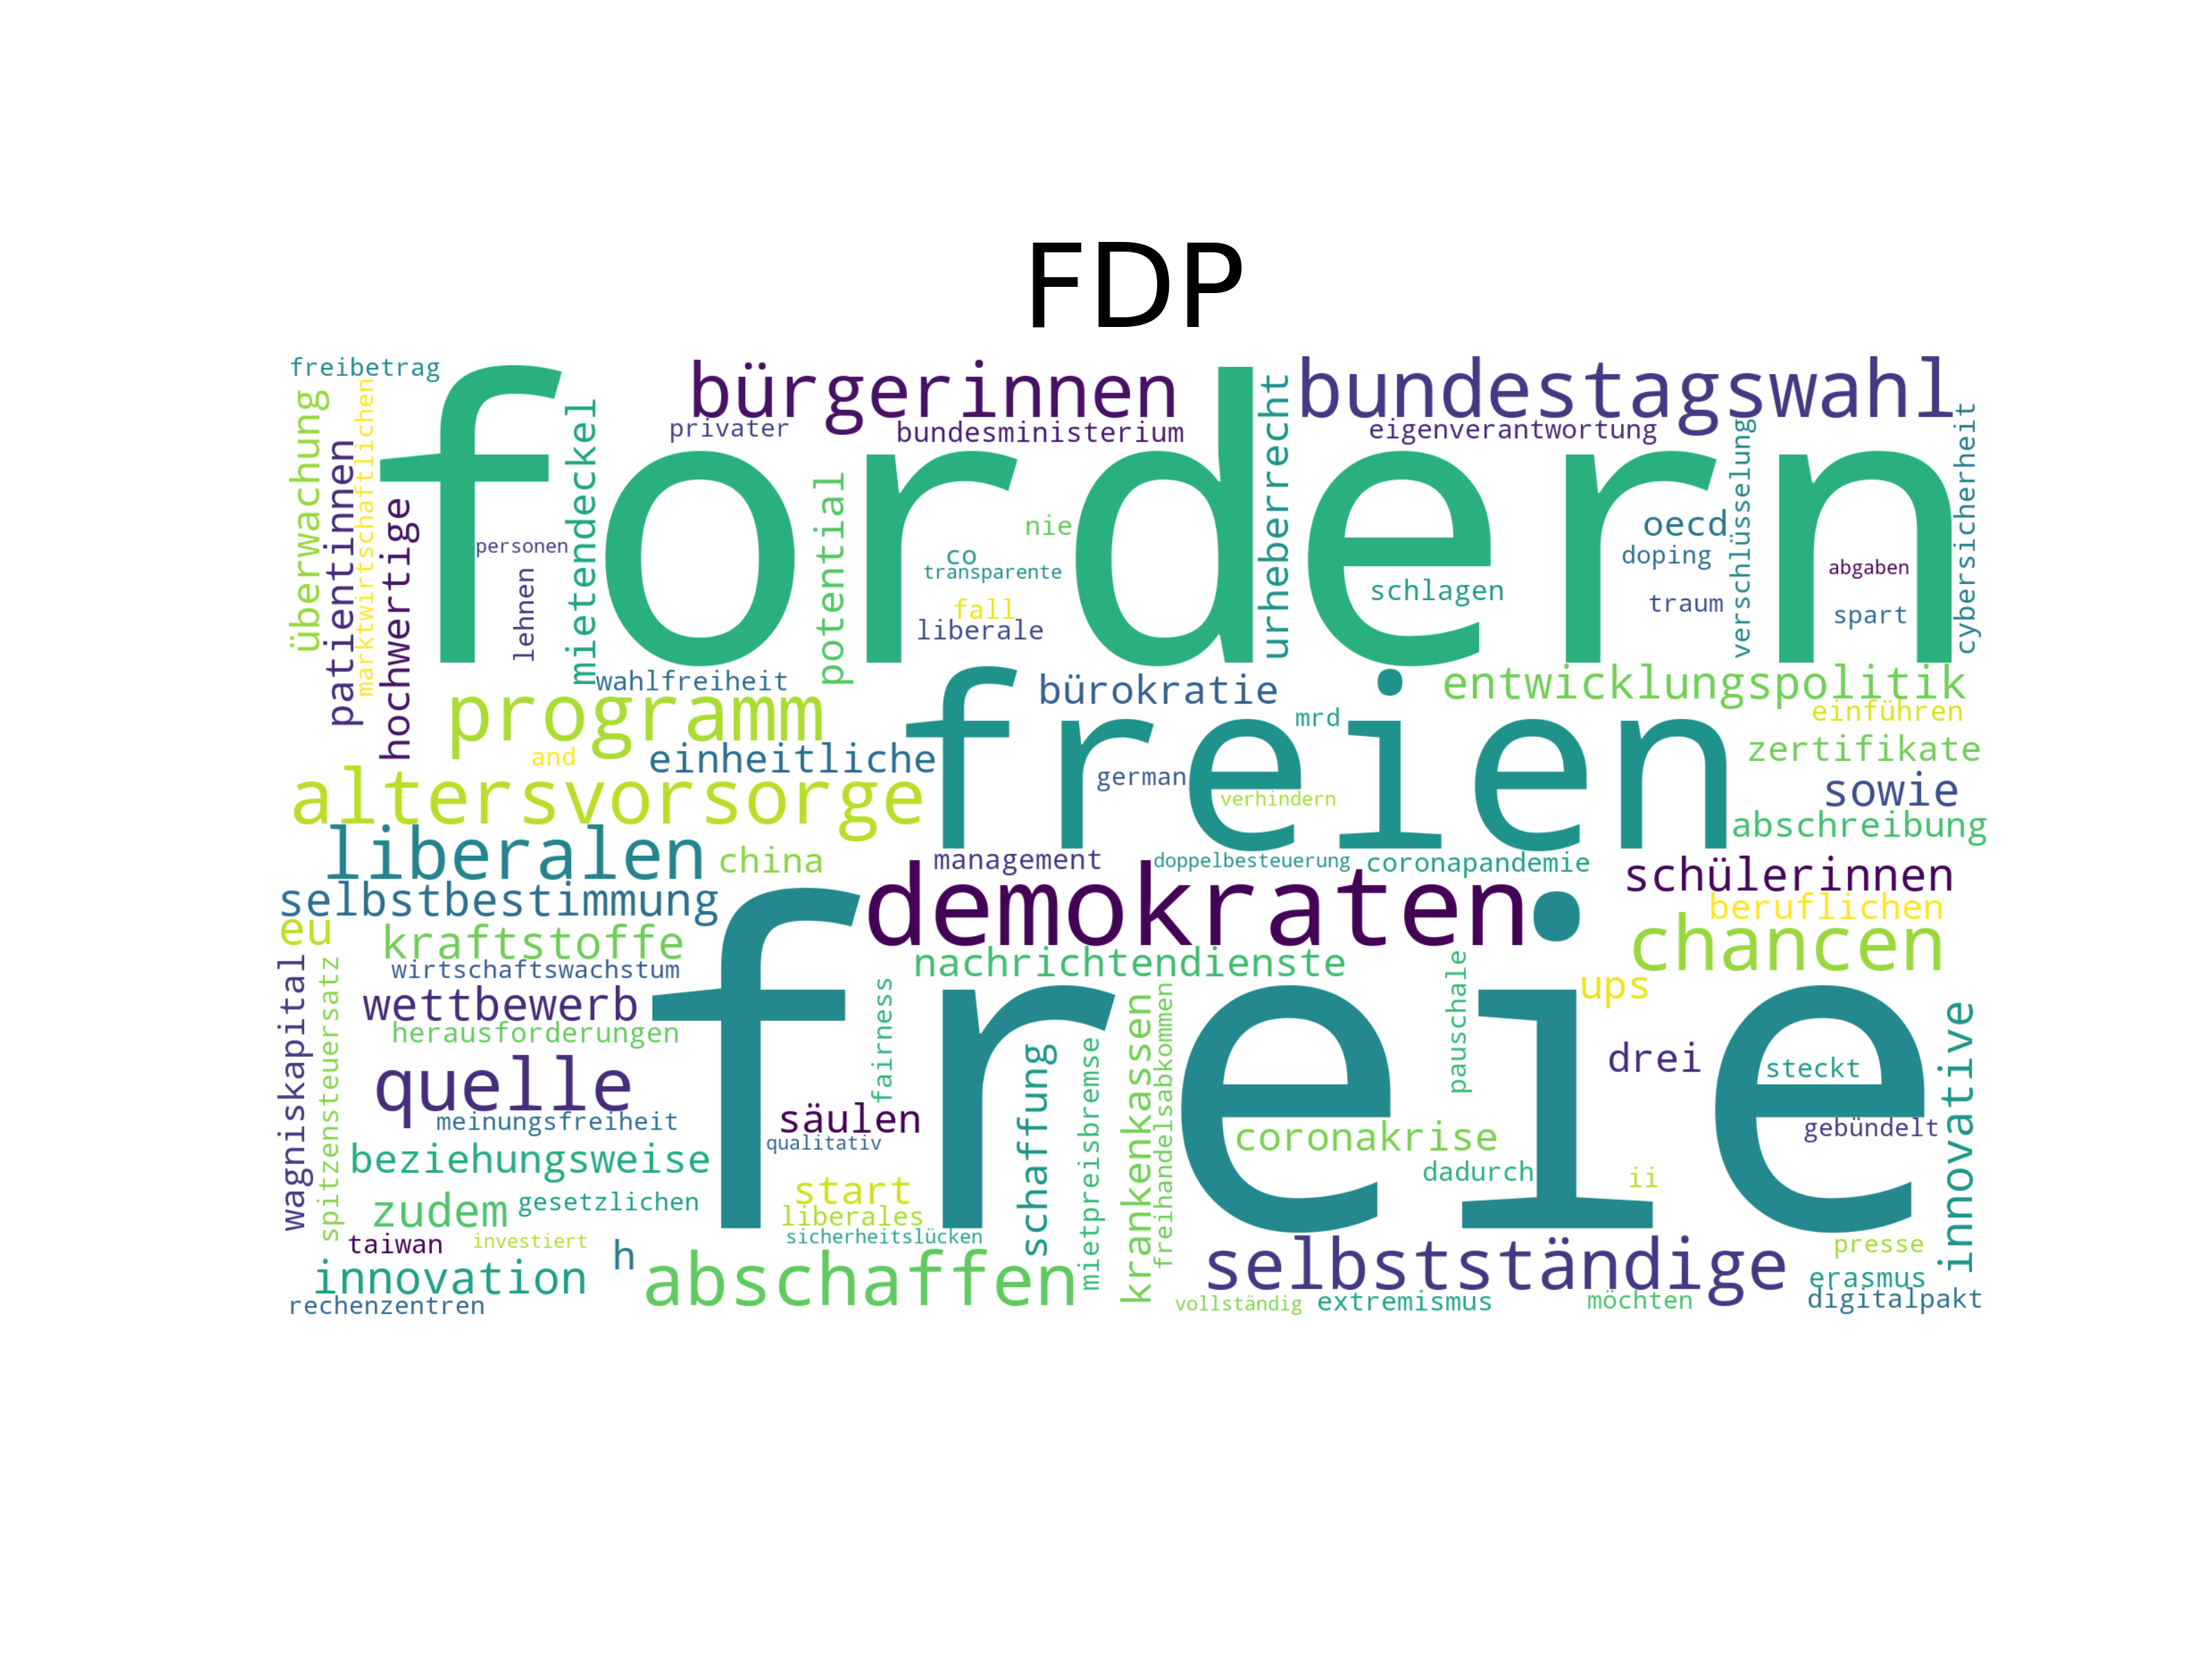 FDP
freibetrag
bürgerinnen
bundestagswahl
fordern
privater
bundesministerium
eigenverantwortung
überwachung
patientinnen
marktwirtschaftlichen
hochwertige
mietendeckel
potential
urheberrecht
verschlüsselung
cybersicherheit
personen
lehnen
nie
co
transparente
fall
liberale
schlagen
oecd
doping
traum
abgaben
spart
wahlfreiheit
programm
bürokratie
entwicklungspolitik
freien
mrd
einführen
and
einheitliche
german
verhindern
zertifikate
altersvorsorge
sowie
abschreibung
liberalen
china
management
doppelbesteuerung
coronapandemie
schülerinnen
demokraten
selbstbestimmung
beruflichen
eu
kraftstoffe
nachrichtendienste
chancen
wirtschaftswachstum
freie
wettbewerb
ups
herausforderungen
wagniskapital
spitzensteuersatz
fairness
schaffung
mietpreisbremse
krankenkassen
freihandelsabkommen
pauschale
innovative
drei
steckt
quelle
meinungsfreiheit
säulen
qualitativ
coronakrise
gebündelt
beziehungsweise
dadurch
ii
start
zudem
gesetzlichen
liberales
sicherheitslücken
taiwan
investiert
h
abschaffen
selbstständige
presse
innovation
erasmus
rechenzentren
vollständig
extremismus
möchten
digitalpakt